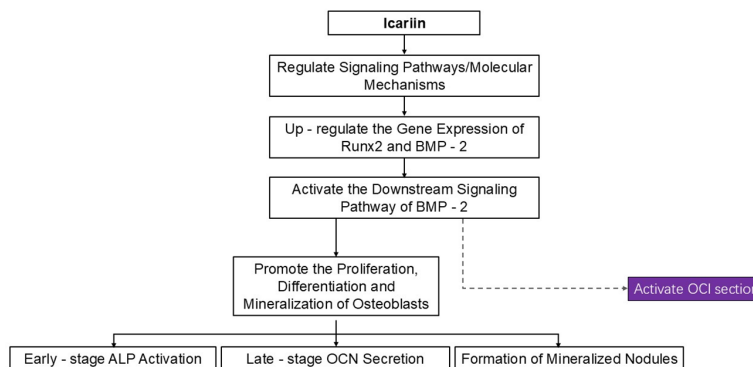 Icariin
Regulate Signaling Pathways/Molecular
Mechanisms
Up - regulate the Gene Expression of
Runx2 and BMP - 2
Activate the Downstream Signaling
Pathway of BMP - 2
Promote the Proliferation,
Differentiation and
Mineralization of Osteoblasts
Activate OCI section
Early - stage ALP Activation
Late - stage OCN Secretion
Formation of Mineralized Nodules